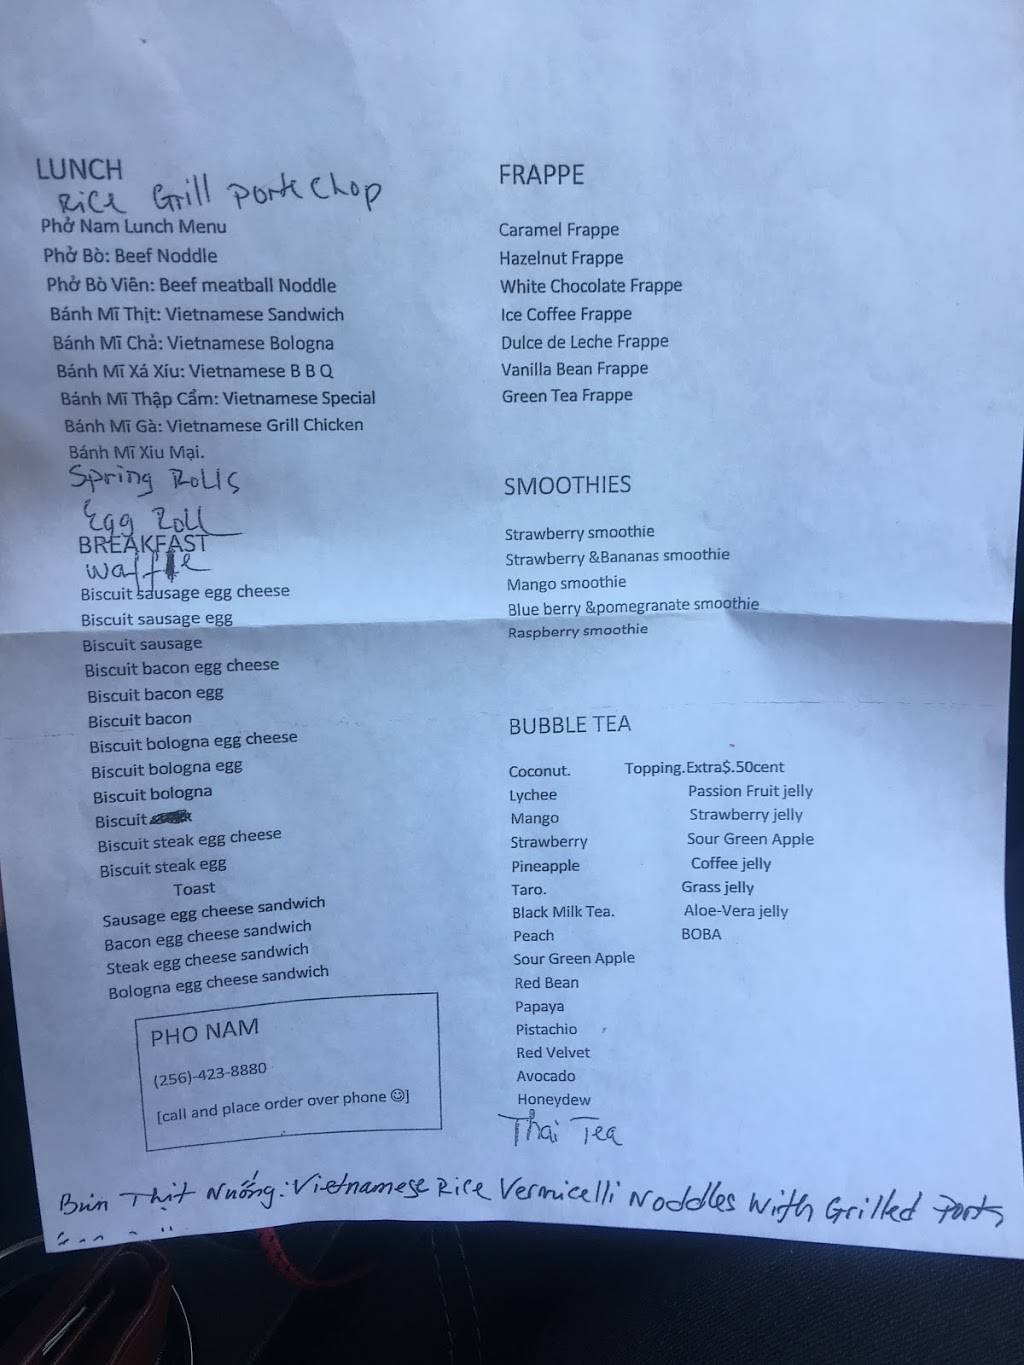 LUNCH
Rice Grill Pork Chop
Phở Nam Lunch Menu
Phở Bò: Beef Noddle
Phở Bò Viên: Beef meatball Noddle
Bánh Mĩ Thịt: Vietnamese Sandwich
Bánh Mĩ Chả: Vietnamese Bologna
Bánh Mĩ Xá Xíu: Vietnamese B B Q
Bánh Mĩ Thập Cẩm: Vietnamese Special
Bánh Mĩ Gà: Vietnamese Grill Chicken
Bánh Mĩ Xiu Mại.
Spring Rolls
Egg Roll
BREAKFAST
Waffle
Biscuit sausage egg cheese
Biscuit sausage egg
Biscuit sausage
Biscuit bacon egg cheese
Biscuit bacon egg
Biscuit bacon
Biscuit bologna egg cheese
Biscuit bologna egg
Biscuit bologna
Biscuit
Biscuit steak egg cheese
Biscuit steak egg
Toast
Sausage egg cheese sandwich
Bacon egg cheese sandwich
Steak egg cheese sandwich
Bologna egg cheese sandwich
PHO NAM
(256)-423-8880
[call and place order over phone ☺]
FRAPPE
Caramel Frappe
Hazelnut Frappe
White Chocolate Frappe
Ice Coffee Frappe
Dulce de Leche Frappe
Vanilla Bean Frappe
Green Tea Frappe
SMOOTHIES
Strawberry smoothie
Strawberry &Bananas smoothie
Mango smoothie
Blue berry &pomegranate smoothie
Raspberry smoothie
BUBBLE TEA
Coconut.
Lychee
Mango
Strawberry
Pineapple
Taro.
Black Milk Tea.
Peach
Sour Green Apple
Red Bean
Papaya
Pistachio
Red Velvet
Avocado
Honeydew
Thai Tea
Topping.Extra$.50cent
Passion Fruit jelly
Strawberry jelly
Sour Green Apple
Coffee jelly
Grass jelly
Aloe-Vera jelly
BOBA
Bún Thịt Nướng: Vietnamese Rice Vermicelli Noddles With Grilled Pork